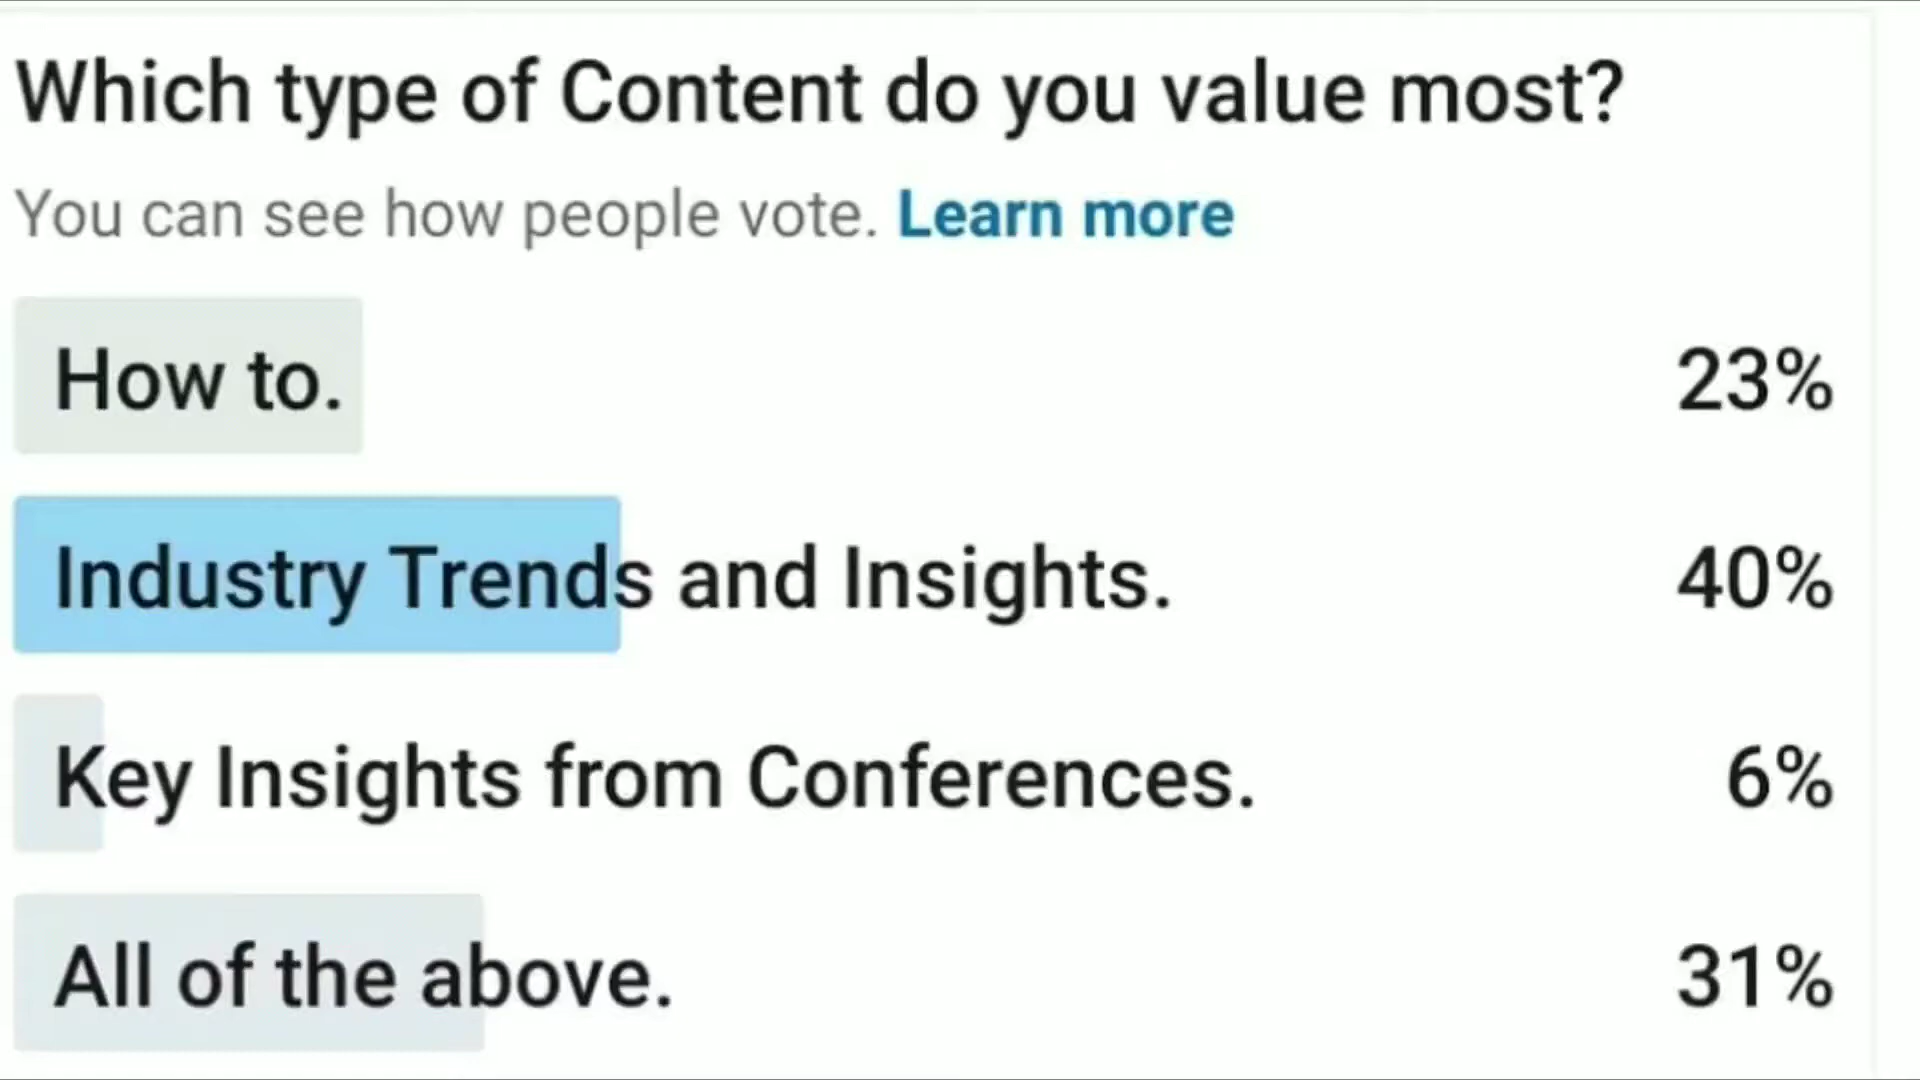 Which type of Content do you value most?
You can see how people vote. Learn more
How to. 23%
Industry Trends and Insights. 40%
Key Insights from Conferences. 6%
All of the above. 31%